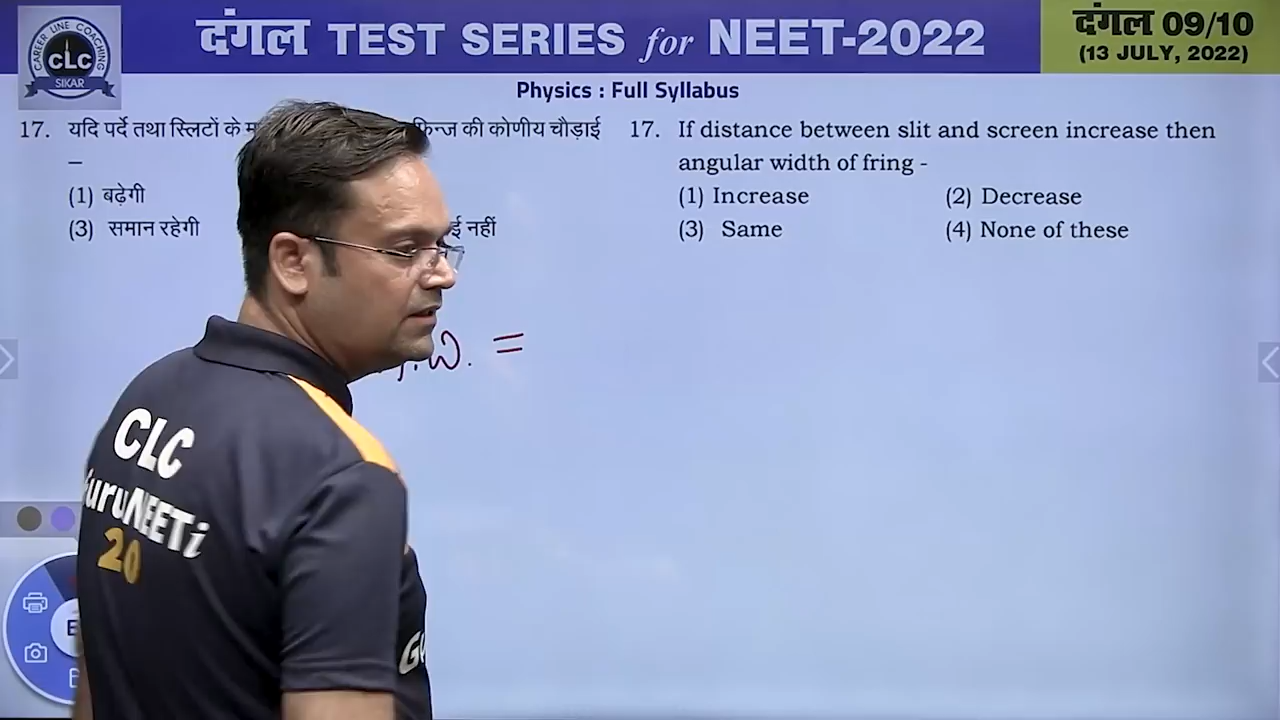 दंगल TEST SERIES for NEET-2022
दंगल 09/10
(13 JULY, 2022)
CAREER LINE COACHING
CLC
SIKAR
Physics : Full Syllabus
17. यदि पर्दे तथा स्लिटों के फ्रिन्ज की कोणीय चौड़ाई
–
(1) बढ़ेगी
(3) समान रहेगी नहीं
17. If distance between slit and screen increase then
angular width of fring -
(1) Increase (2) Decrease
(3) Same (4) None of these
ω. =
CLC
GuruNEETi
20